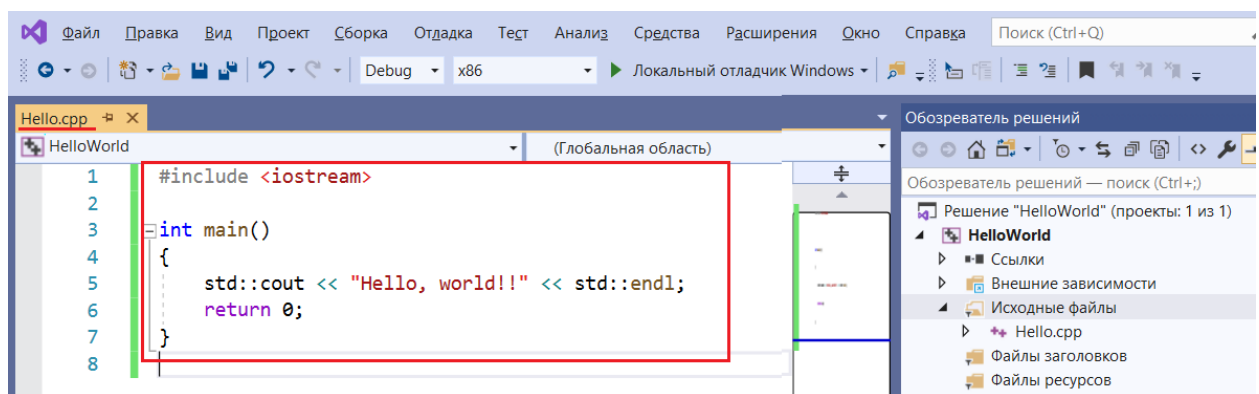 Файл Правка Вид Проект Сборка Отладка Тест Анализ Средства Расширения Окно Справка Поиск (Ctrl+Q)
Debug x86 Локальный отладчик Windows
Hello.cpp
HelloWorld (Глобальная область)
1 #include <iostream>
2
3 int main()
4 {
5 std::cout << "Hello, world!!" << std::endl;
6 return 0;
7 }
8
Обозреватель решений
Обозреватель решений — поиск (Ctrl+;)
Решение "HelloWorld" (проекты: 1 из 1)
HelloWorld
Ссылки
Внешние зависимости
Исходные файлы
Hello.cpp
Файлы заголовков
Файлы ресурсов